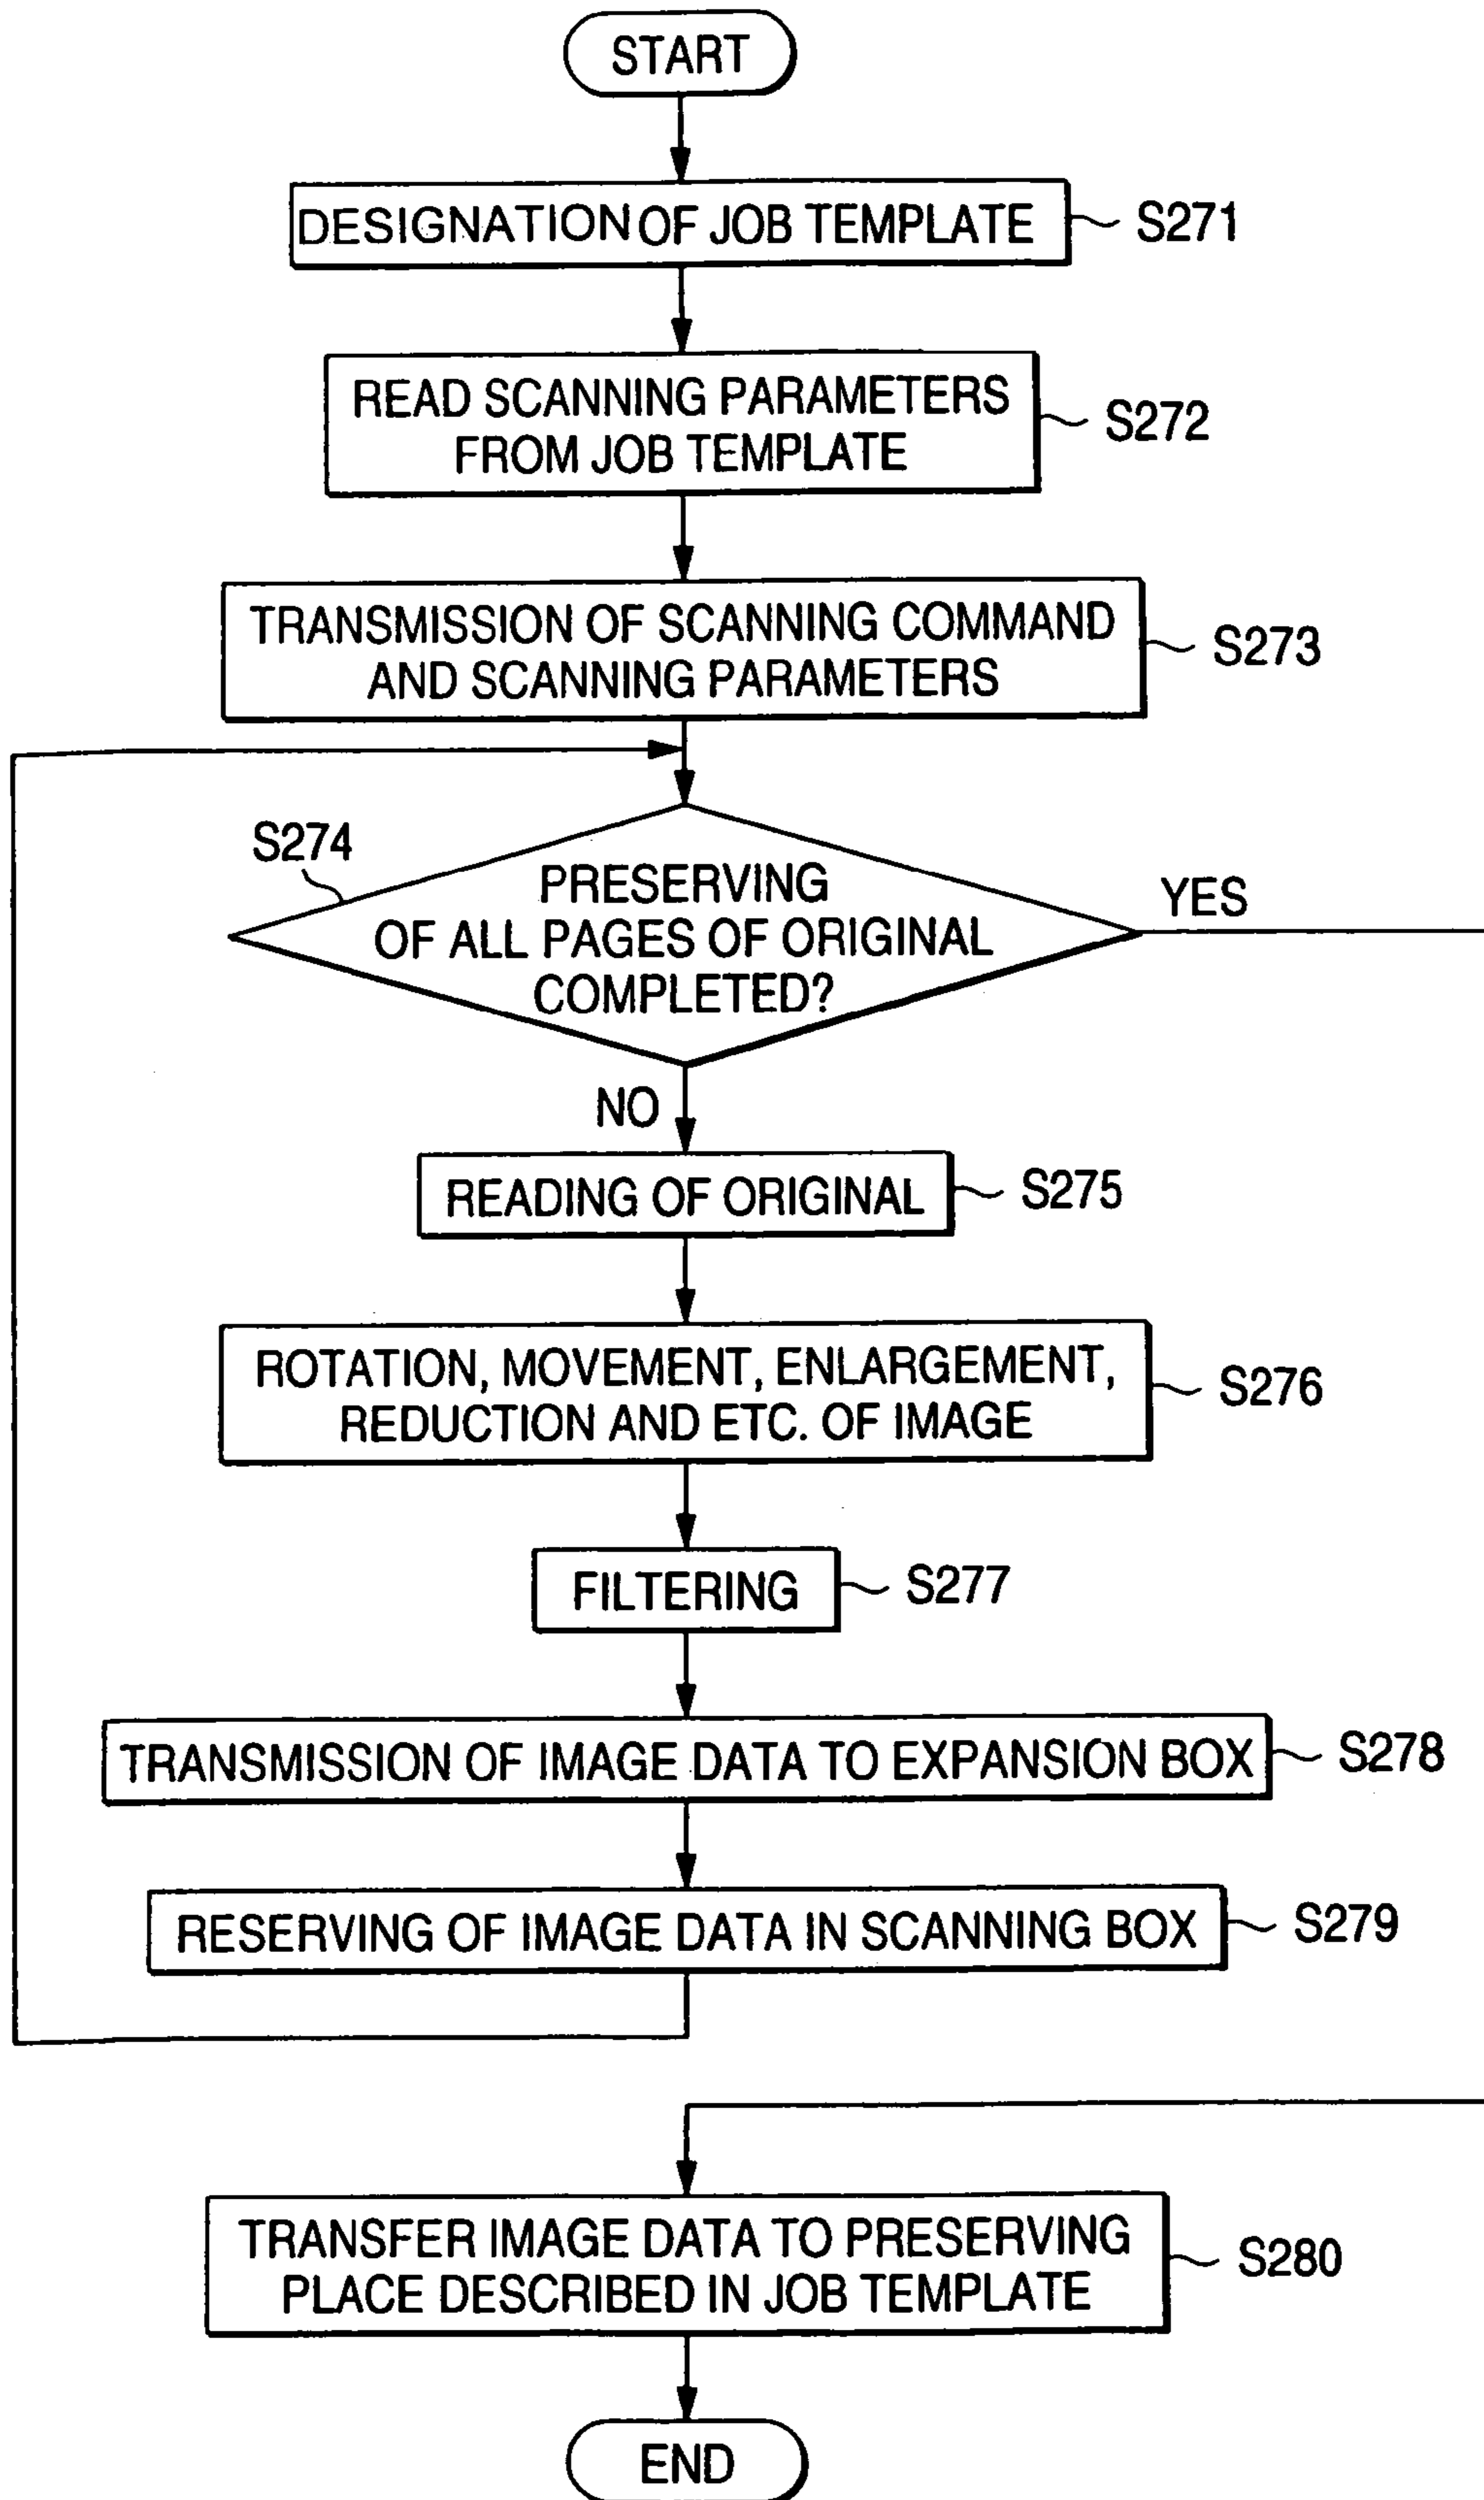 START
DESIGNATION OF JOB TEMPLATE
S271
READ SCANNING PARAMETERS
FROM JOB TEMPLATE
S272
TRANSMISSION OF SCANNING COMMAND
AND SCANNING PARAMETERS
S273
S274
PRESERVING
OF ALL PAGES OF ORIGINAL
COMPLETED?
YES
NO
READING OF ORIGINAL
S275
ROTATION, MOVEMENT, ENLARGEMENT,
REDUCTION AND ETC. OF IMAGE
S276
FILTERING
S277
TRANSMISSION OF IMAGE DATA TO EXPANSION BOX
S278
RESERVING OF IMAGE DATA IN SCANNING BOX
S279
TRANSFER IMAGE DATA TO PRESERVING
PLACE DESCRIBED IN JOB TEMPLATE
S280
END